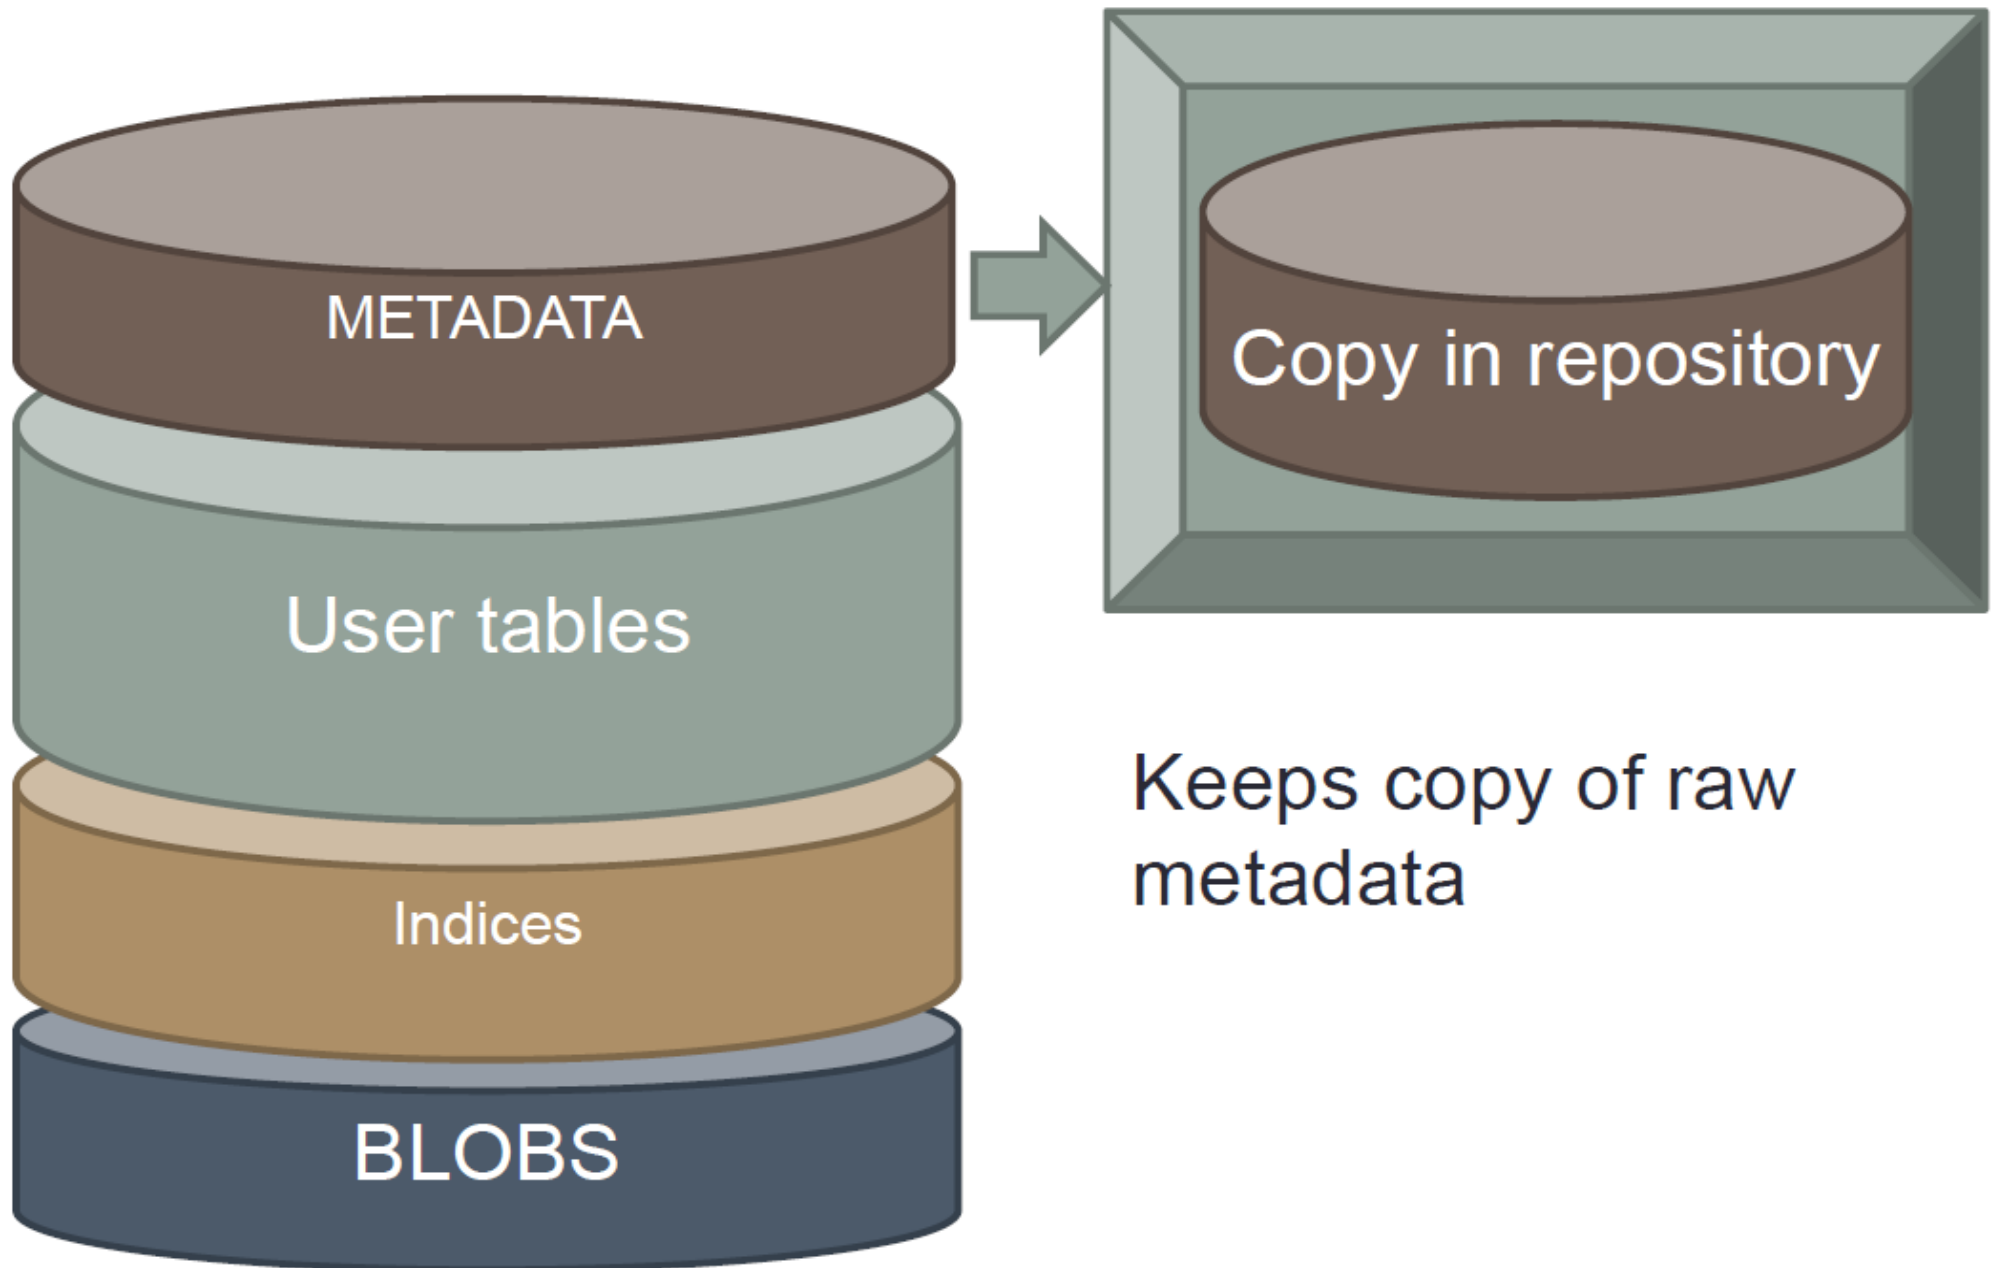 METADATA
Copy in repository
User tables
Keeps copy of raw
metadata
Indices
BLOBS